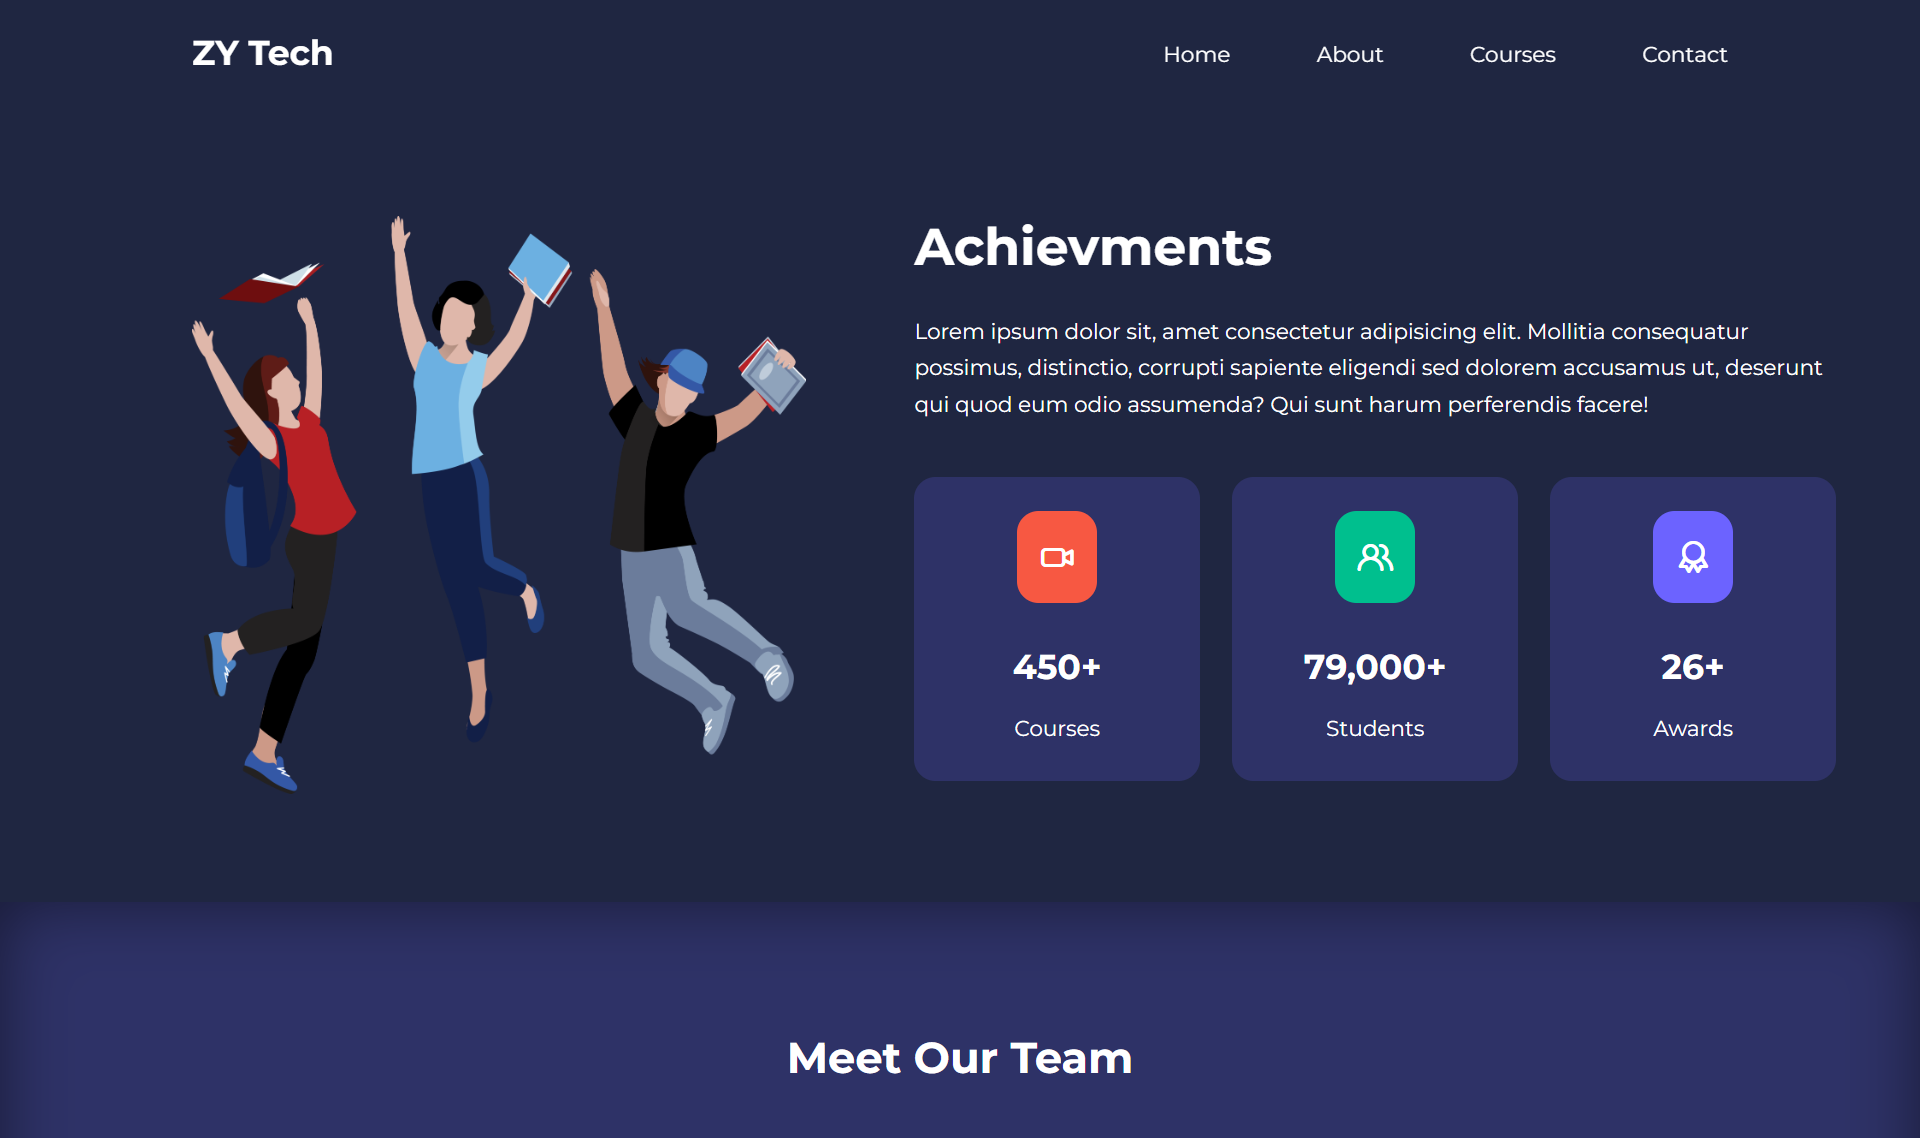 ZY Tech
Home
About
Courses
Contact
Achievments
Lorem ipsum dolor sit, amet consectetur adipisicing elit. Mollitia consequatur
possimus, distinctio, corrupti sapiente eligendi sed dolorem accusamus ut, deserunt
qui quod eum odio assumenda? Qui sunt harum perferendis facere!
450+
Courses
79,000+
Students
26+
Awards
Meet Our Team